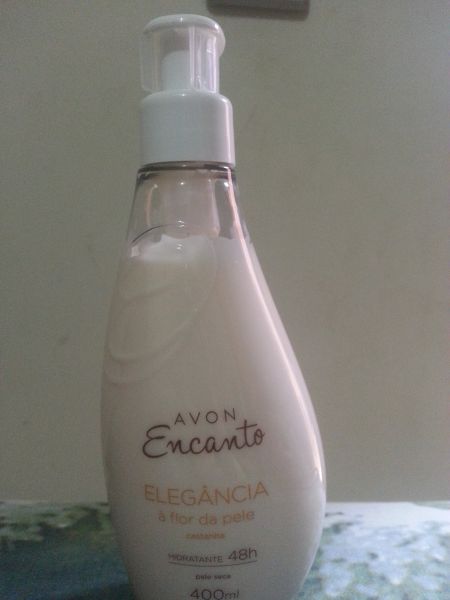 AVON
Encanto
ELEGÂNCIA
à flor da pele
castanha
HIDRATANTE 48h
pele seca
400ml